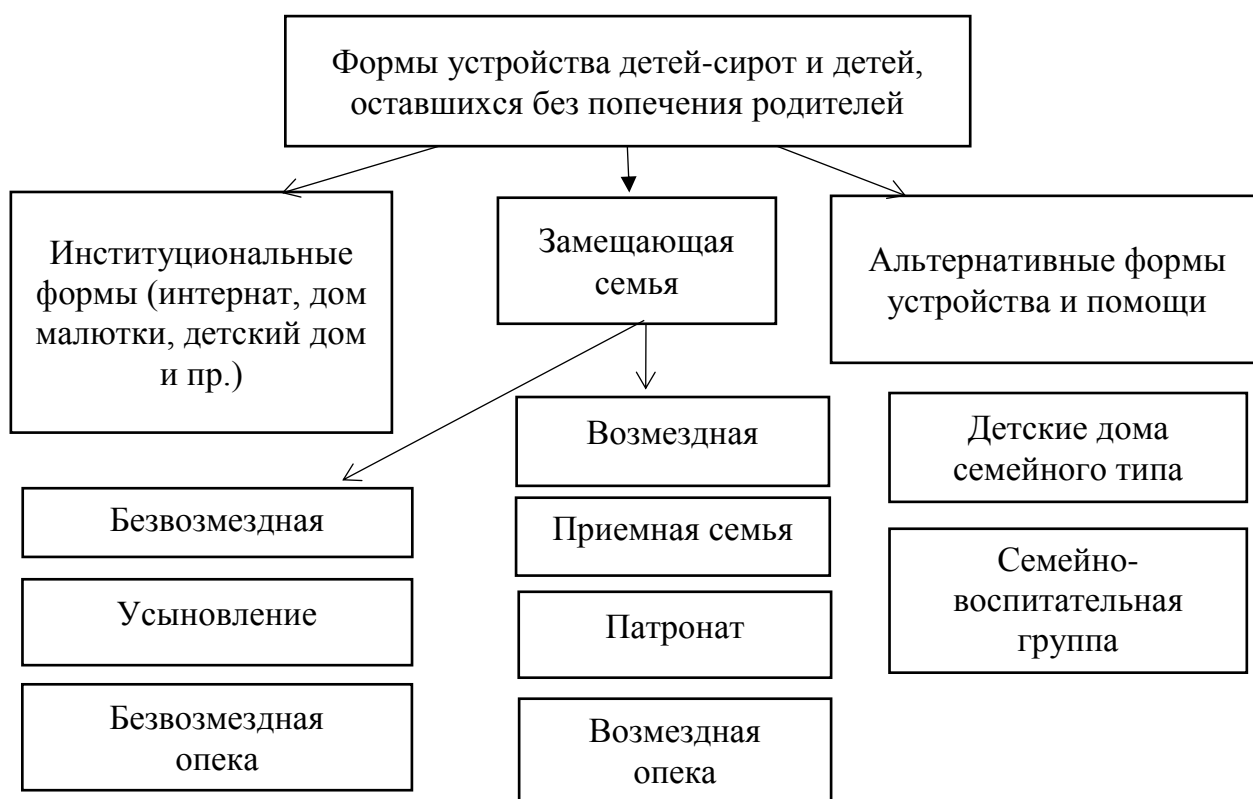 Формы устройства детей-сирот и детей,
оставшихся без попечения родителей
Институциональные
формы (интернат, дом
малютки, детский дом
и пр.)
Замещающая
семья
Альтернативные формы
устройства и помощи
Безвозмездная
Усыновление
Безвозмездная
опека
Возмездная
Приемная семья
Патронат
Возмездная
опека
Детские дома
семейного типа
Семейно-
воспитательная
группа